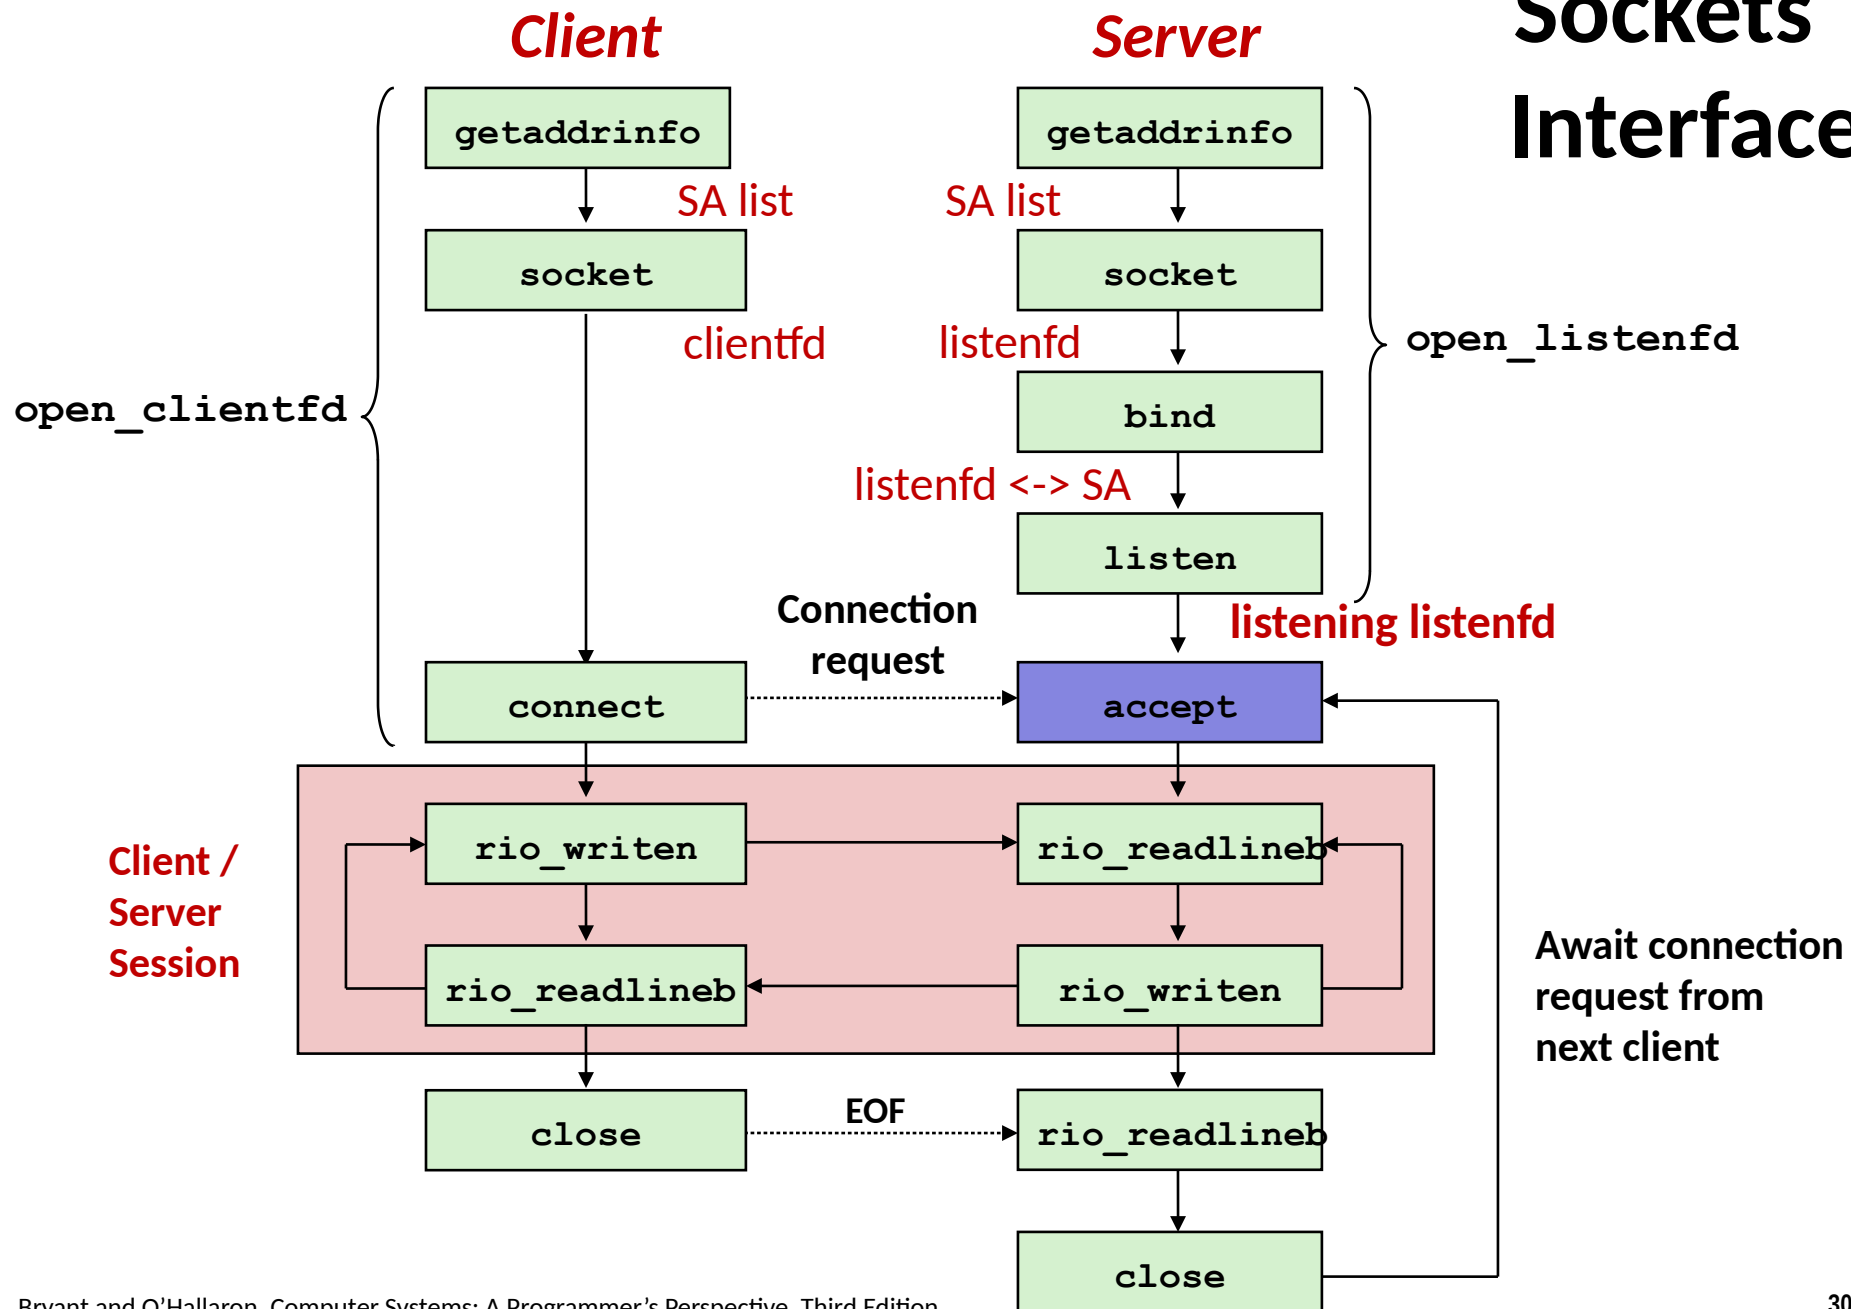 Sockets
Interface
Client
Server
getaddrinfo
getaddrinfo
SA list
SA list
socket
socket
clientfd
listenfd
open_listenfd
open_clientfd
bind
listenfd <-> SA
listen
Connection
request
listening listenfd
connect
accept
Client /
Server
Session
rio_writen
rio_readlineb
rio_readlineb
rio_writen
Await connection
request from
next client
close
EOF
rio_readlineb
close
Bryant and O’Hallaron, Computer Systems: A Programmer’s Perspective, Third Edition
30